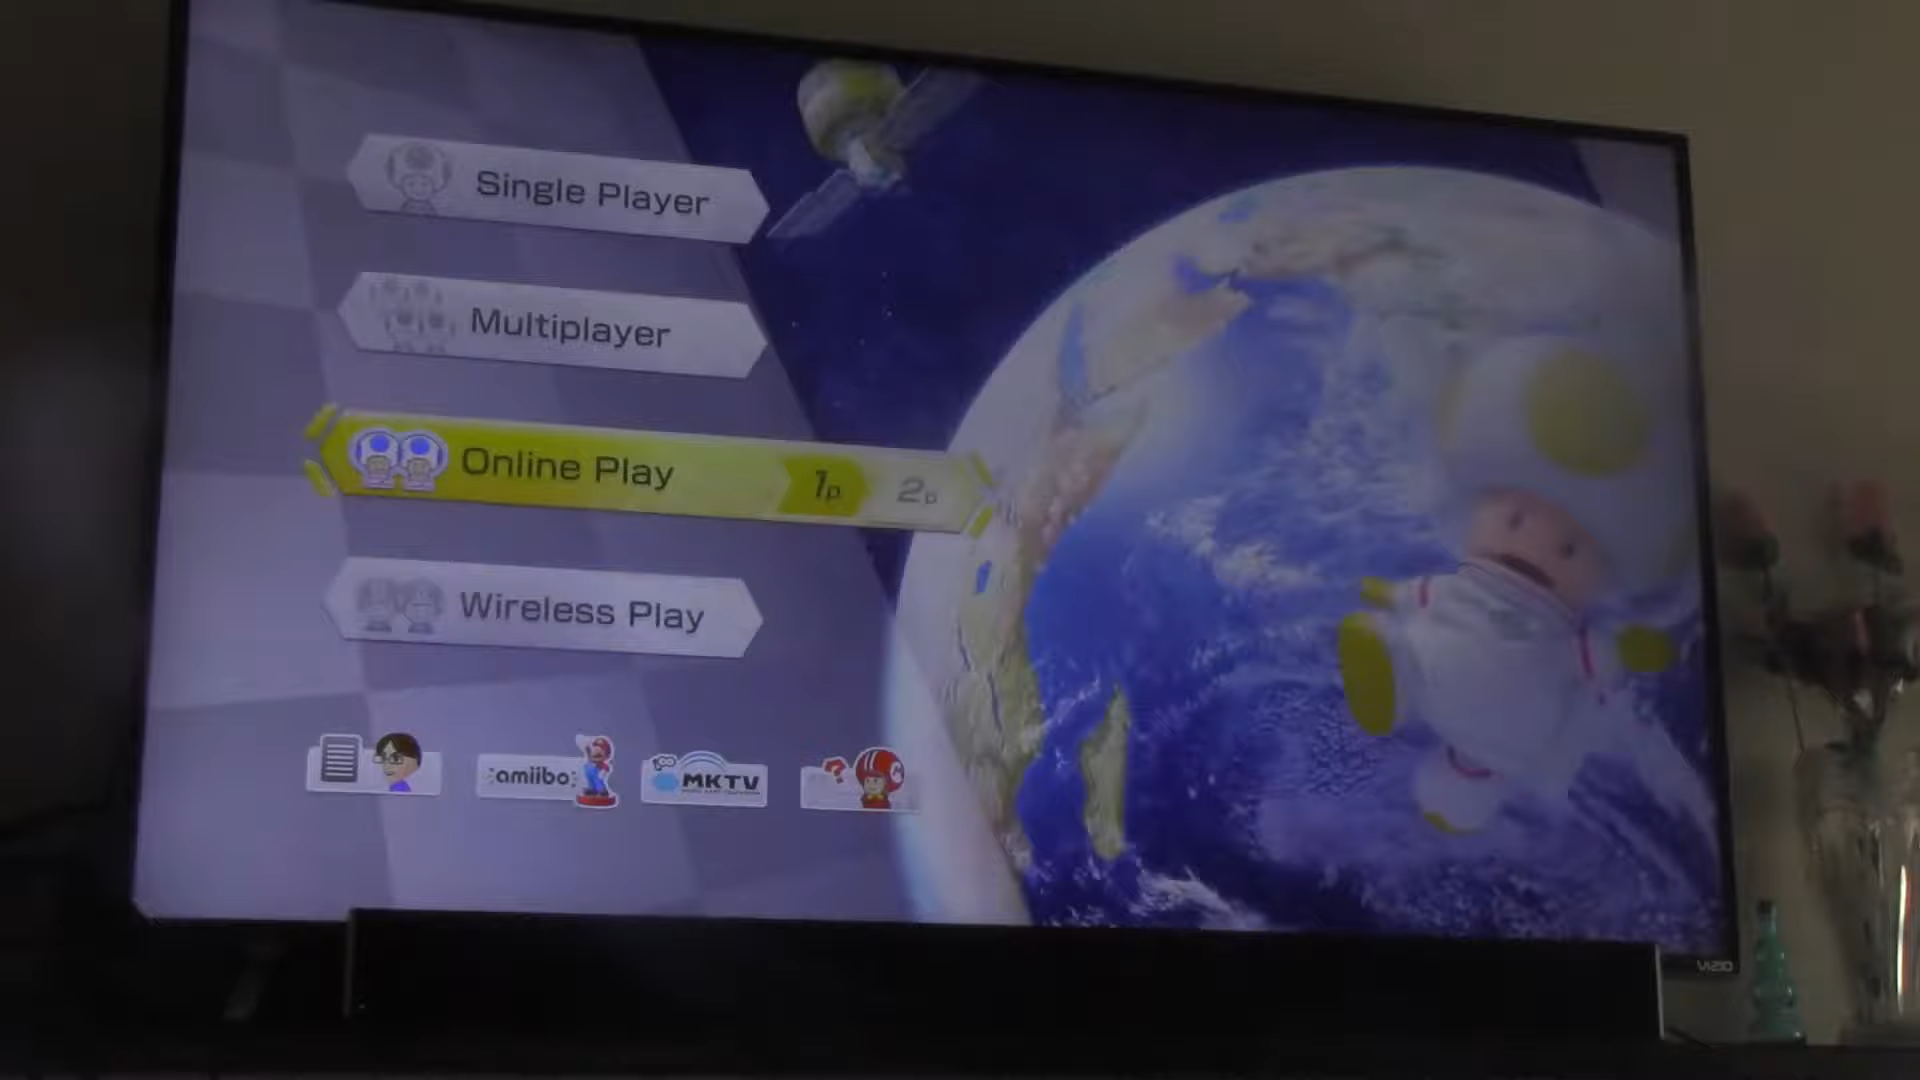 Single Player
Multiplayer
Online Play 1p 2p
Wireless Play
amiibo
MKTV
VIZIO